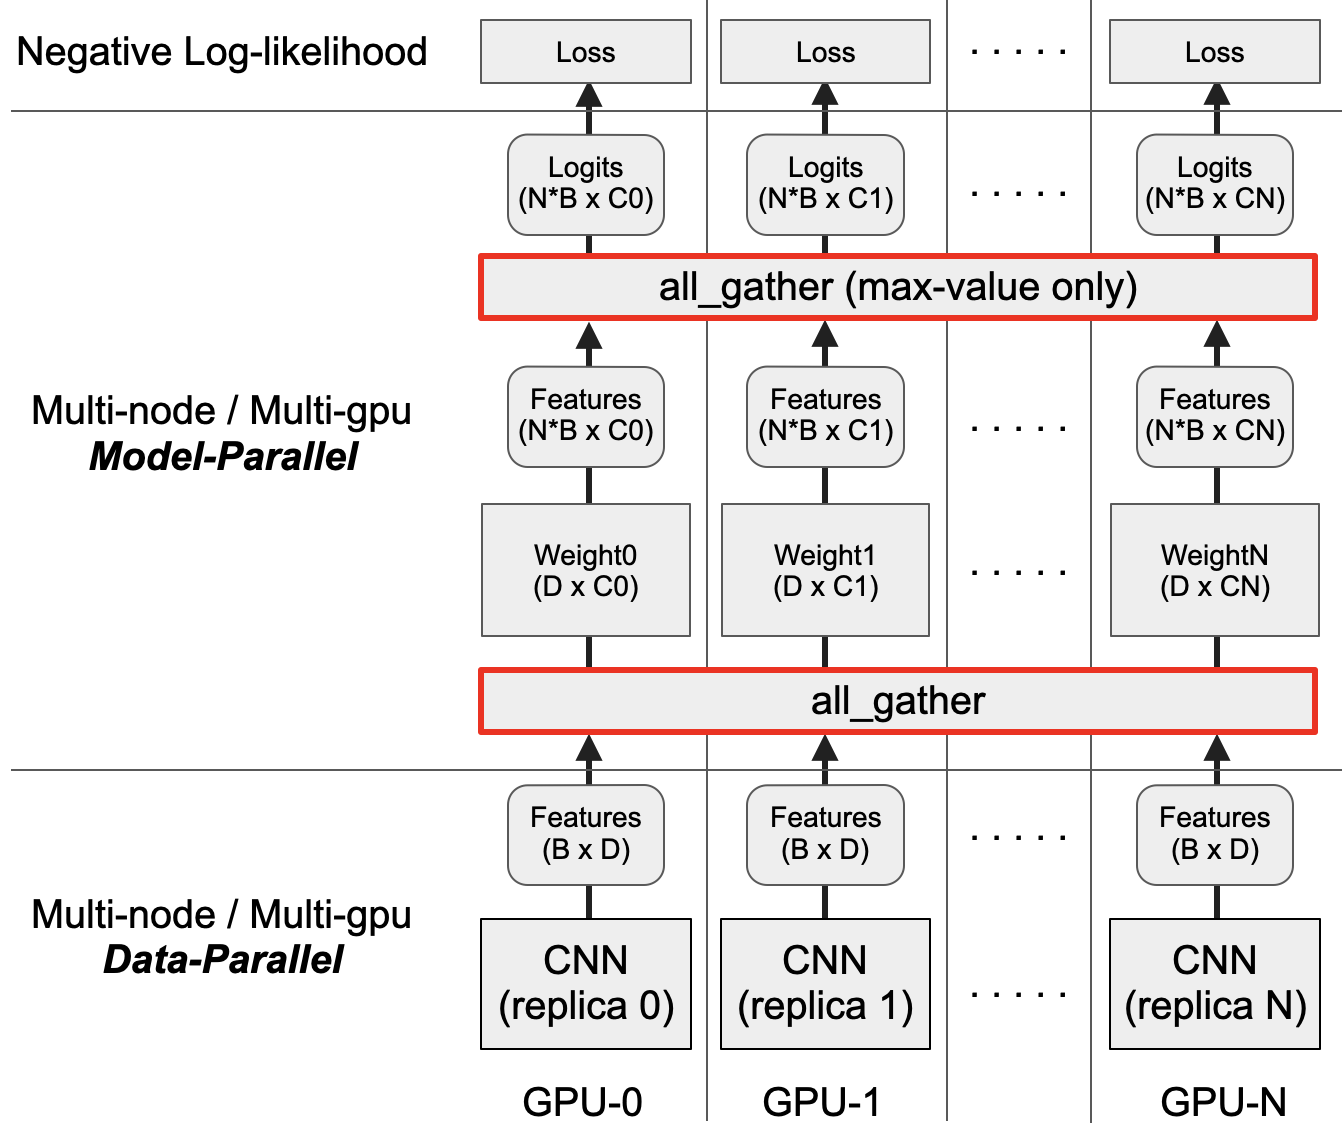 Negative Log-likelihood
Loss
Loss
. . . . .
Loss
Logits
(N*B x C0)
Logits
(N*B x C1)
. . . . .
Logits
(N*B x CN)
all_gather (max-value only)
Multi-node / Multi-gpu
Model-Parallel
Features
(N*B x C0)
Features
(N*B x C1)
. . . . .
Features
(N*B x CN)
Weight0
(D x C0)
Weight1
(D x C1)
. . . . .
WeightN
(D x CN)
all_gather
Features
(B x D)
Features
(B x D)
. . . . .
Features
(B x D)
Multi-node / Multi-gpu
Data-Parallel
CNN
(replica 0)
CNN
(replica 1)
. . . . .
CNN
(replica N)
GPU-0
GPU-1
GPU-N